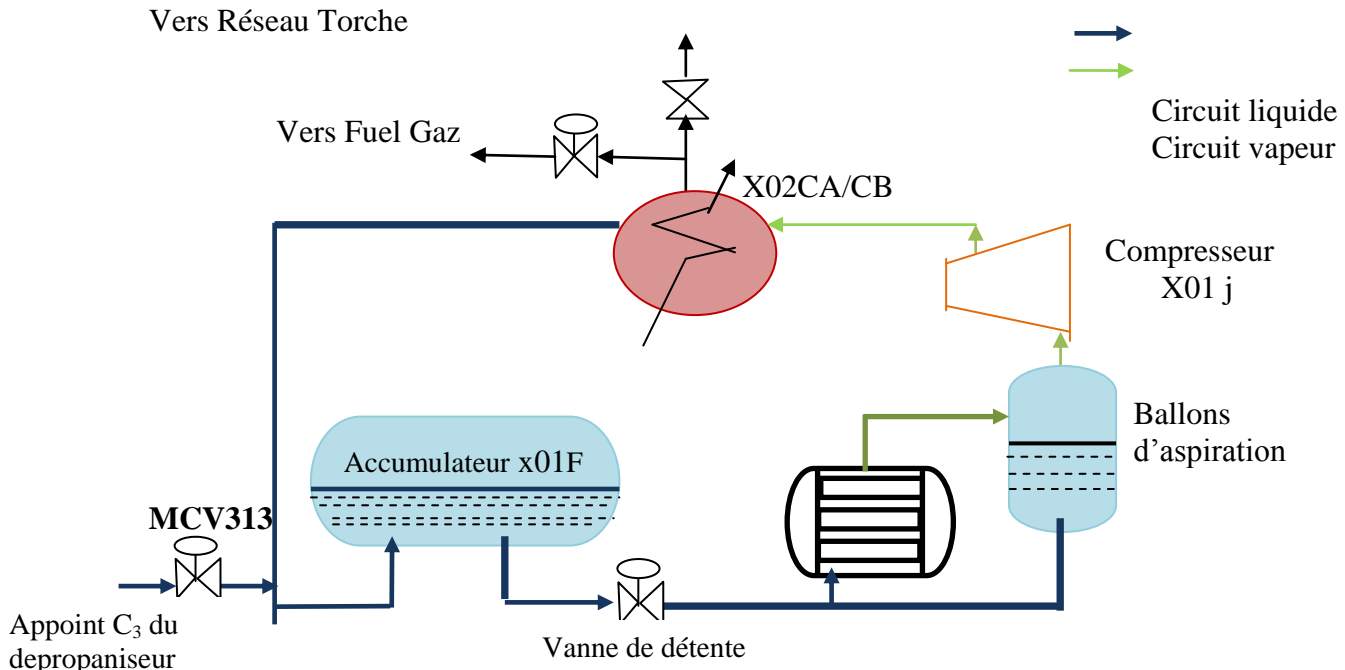 Vers Réseau Torche
Vers Fuel Gaz
X02CA/CB
Circuit liquide
Circuit vapeur
Compresseur
X01 j
Ballons
d’aspiration
Accumulateur x01F
MCV313
Appoint C₃ du
depropaniseur
Vanne de détente